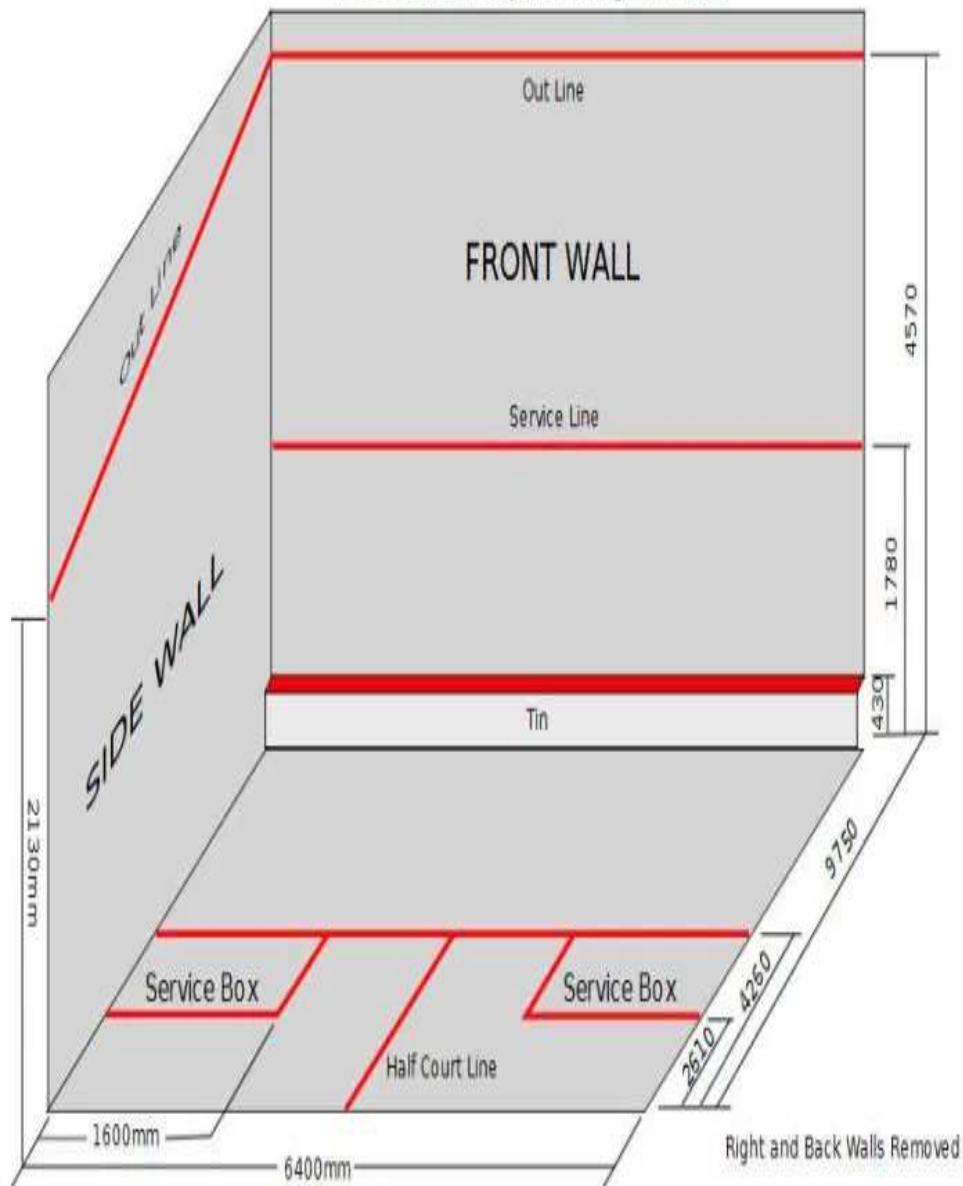 Out Line
Out Line
FRONT WALL
4570
Service Line
1780
SIDE WALL
430
Tin
2130mm
9750
Service Box
Service Box
4260
2610
Half Court Line
1600mm
6400mm
Right and Back Walls Removed